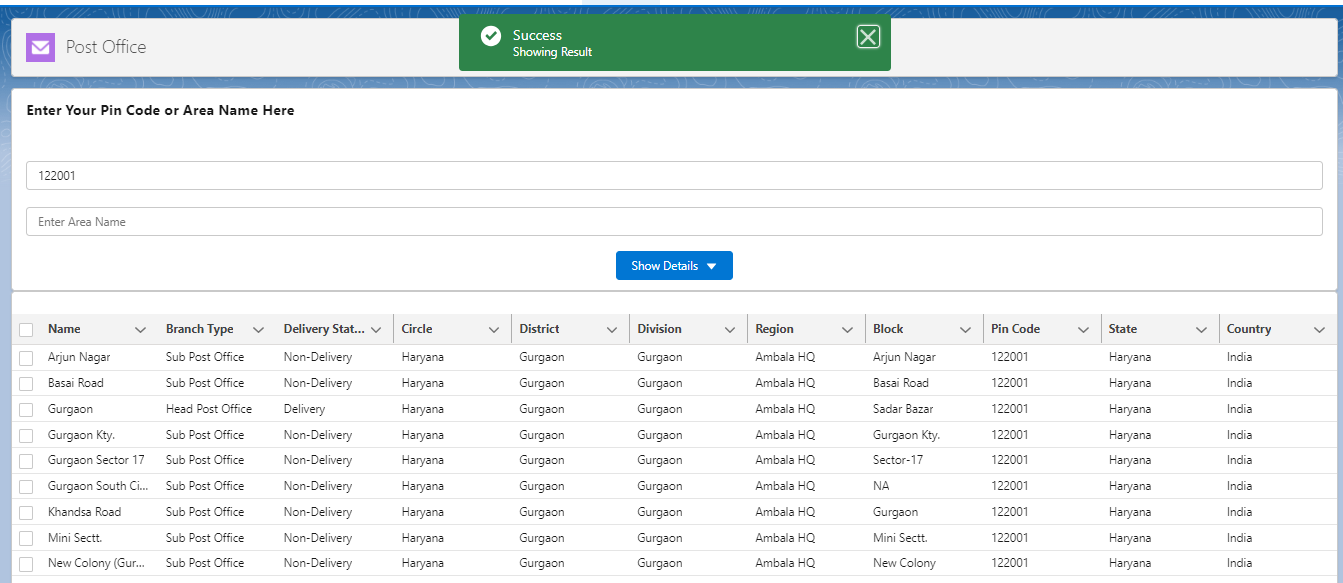 Post Office
Success
Showing Result
Enter Your Pin Code or Area Name Here
122001
Enter Area Name
Show Details
Name Branch Type Delivery Stat... Circle District Division Region Block Pin Code State Country
Arjun Nagar Sub Post Office Non-Delivery Haryana Gurgaon Gurgaon Ambala HQ Arjun Nagar 122001 Haryana India
Basai Road Sub Post Office Non-Delivery Haryana Gurgaon Gurgaon Ambala HQ Basai Road 122001 Haryana India
Gurgaon Head Post Office Delivery Haryana Gurgaon Gurgaon Ambala HQ Sadar Bazar 122001 Haryana India
Gurgaon Kty. Sub Post Office Non-Delivery Haryana Gurgaon Gurgaon Ambala HQ Gurgaon Kty. 122001 Haryana India
Gurgaon Sector 17 Sub Post Office Non-Delivery Haryana Gurgaon Gurgaon Ambala HQ Sector-17 122001 Haryana India
Gurgaon South Ci... Sub Post Office Non-Delivery Haryana Gurgaon Gurgaon Ambala HQ NA 122001 Haryana India
Khandsa Road Sub Post Office Non-Delivery Haryana Gurgaon Gurgaon Ambala HQ Gurgaon 122001 Haryana India
Mini Sectt. Sub Post Office Non-Delivery Haryana Gurgaon Gurgaon Ambala HQ Mini Sectt. 122001 Haryana India
New Colony (Gur... Sub Post Office Non-Delivery Haryana Gurgaon Gurgaon Ambala HQ New Colony 122001 Haryana India